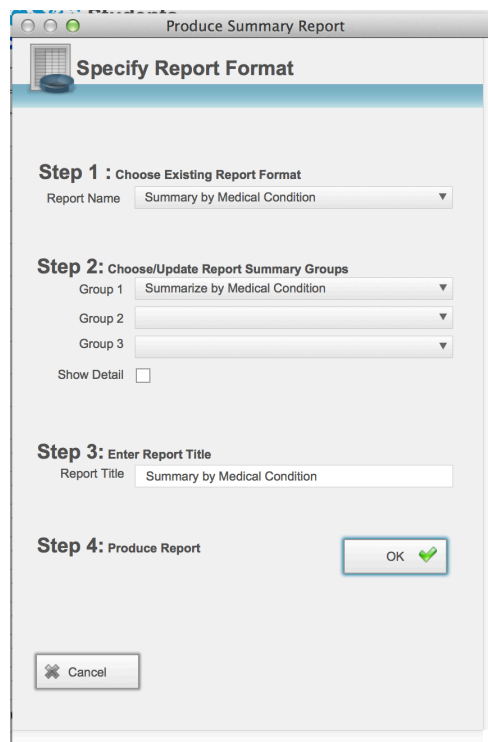 Students
Produce Summary Report
Specify Report Format
Step 1 : Choose Existing Report Format
Report Name Summary by Medical Condition
Step 2: Choose/Update Report Summary Groups
Group 1 Summarize by Medical Condition
Group 2
Group 3
Show Detail
Step 3: Enter Report Title
Report Title Summary by Medical Condition
Step 4: Produce Report
OK
Cancel